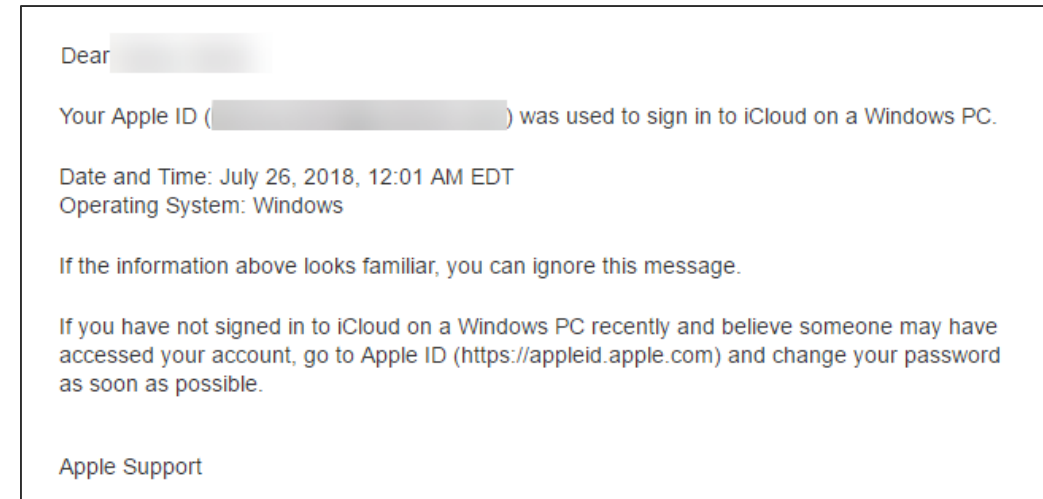 Dear
Your Apple ID ( ) was used to sign in to iCloud on a Windows PC.
Date and Time: July 26, 2018, 12:01 AM EDT
Operating System: Windows
If the information above looks familiar, you can ignore this message.
If you have not signed in to iCloud on a Windows PC recently and believe someone may have
accessed your account, go to Apple ID (https://appleid.apple.com) and change your password
as soon as possible.
Apple Support